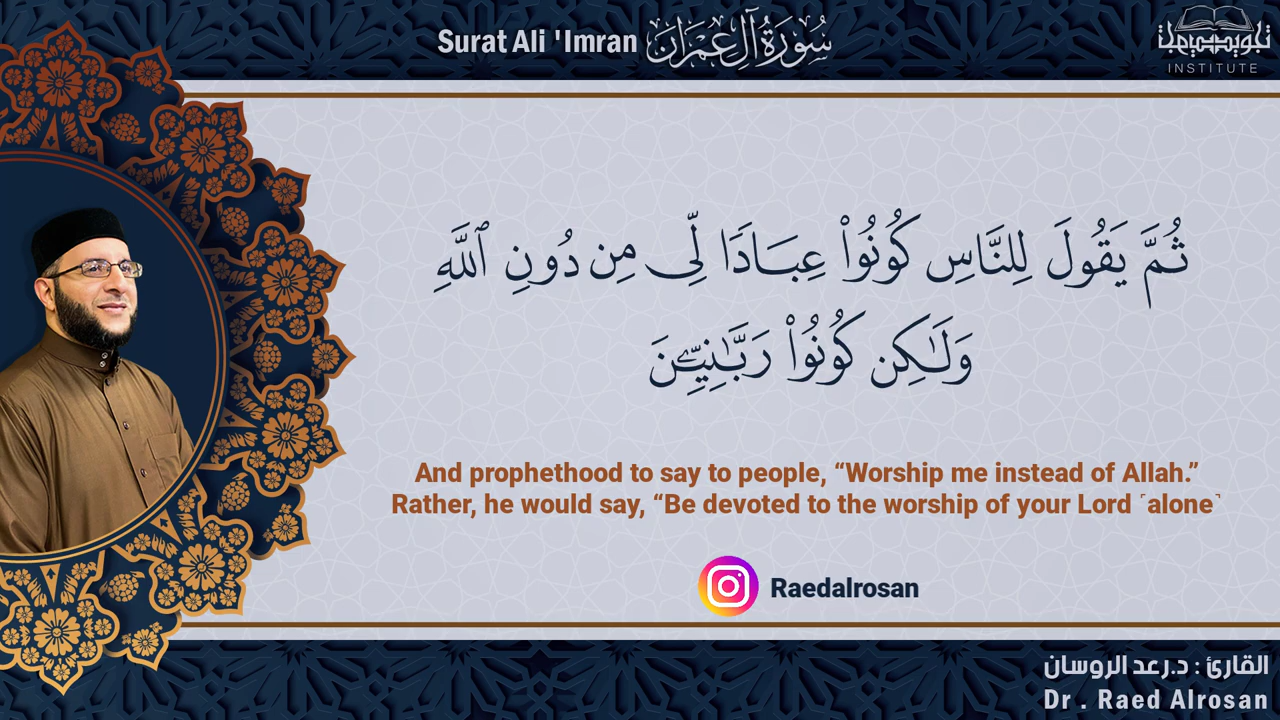 Surat Ali 'Imran سُورَةُ آلِ عِمْرَان
INSTITUTE
ثُمَّ يَقُولَ لِلنَّاسِ كُونُوا۟ عِبَادًا لِّى مِن دُونِ ٱللَّهِ
وَلَـٰكِن كُونُوا۟ رَبَّـٰنِيِّـۧنَ
And prophethood to say to people, “Worship me instead of Allah.”
Rather, he would say, “Be devoted to the worship of your Lord ˹alone˺
Raedalrosan
القارئ : د.رعد الروسان
Dr . Raed Alrosan